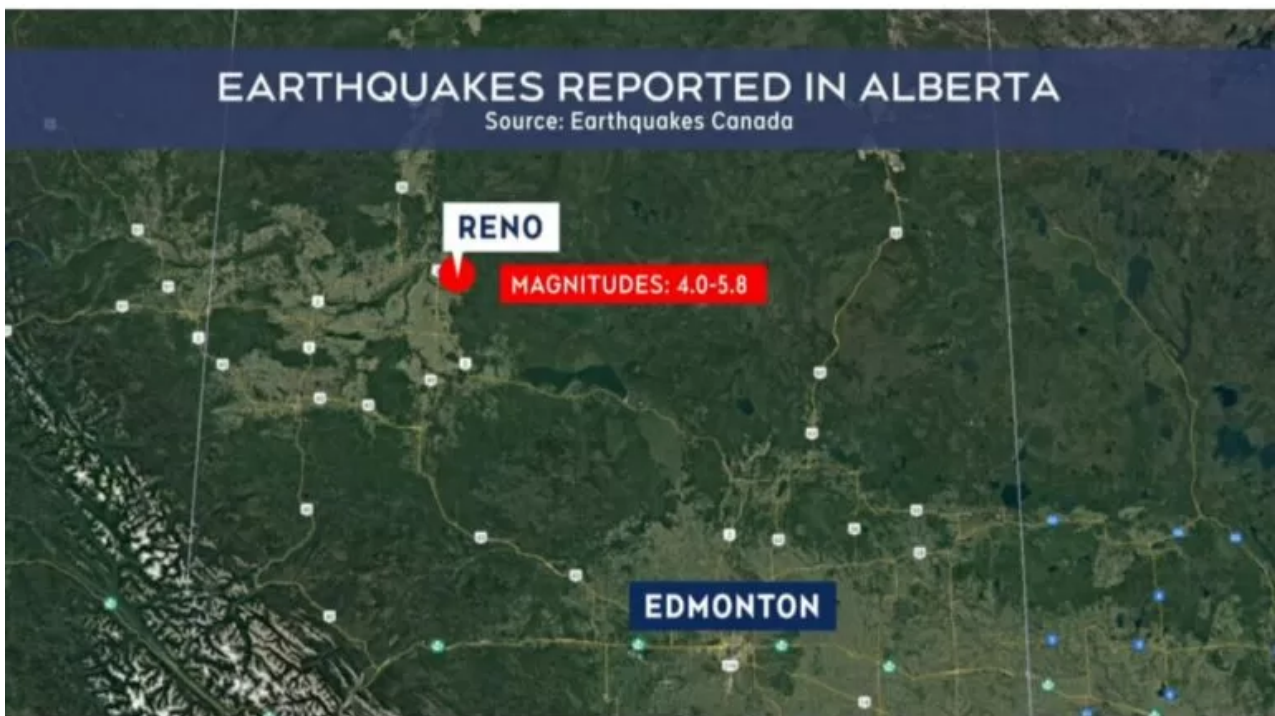 EARTHQUAKES REPORTED IN ALBERTA
Source: Earthquakes Canada
RENO
MAGNITUDES: 4.0-5.8
EDMONTON